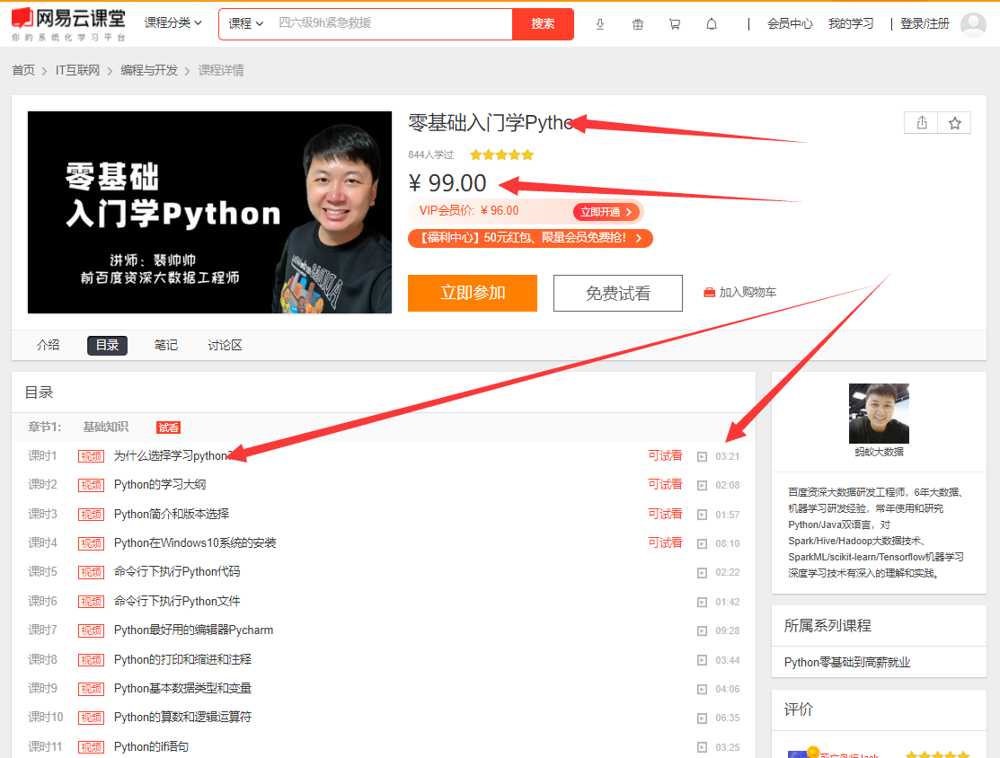 网易云课堂
你的系统化学习平台
课程分类
课程
四六级9h紧急救援
搜索
会员中心
我的学习
登录/注册
首页 > IT互联网 > 编程与开发 > 课程详情
零基础
入门学Python
讲师：裴帅帅
前百度资深大数据工程师
零基础入门学Pytho
844人学过
¥ 99.00
VIP会员价: ¥ 96.00
立即开通
【福利中心】50元红包、限量会员免费抢！
立即参加
免费试看
加入购物车
介绍
目录
笔记
讨论区
目录
章节1: 基础知识 试看
课时1 视频 为什么选择学习python? 可试看 03:21
课时2 视频 Python的学习大纲 可试看 02:08
课时3 视频 Python简介和版本选择 可试看 01:57
课时4 视频 Python在Windows10系统的安装 可试看 08:10
课时5 视频 命令行下执行Python代码 02:22
课时6 视频 命令行下执行Python文件 01:42
课时7 视频 Python最好用的编辑器Pycharm 09:28
课时8 视频 Python的打印和缩进和注释 03:44
课时9 视频 Python基本数据类型和变量 04:06
课时10 视频 Python的算数和逻辑运算符 06:35
课时11 视频 Python的if语句 03:25
蚂蚁大数据
百度资深大数据研发工程师，6年大数据、
机器学习研发经验，常年使用和研究
Python/Java双语言，对
Spark/Hive/Hadoop大数据技术、
SparkML/scikit-learn/Tensorflow机器学习
深度学习技术有深入的理解和实践。
所属系列课程
Python零基础到高薪就业
评价